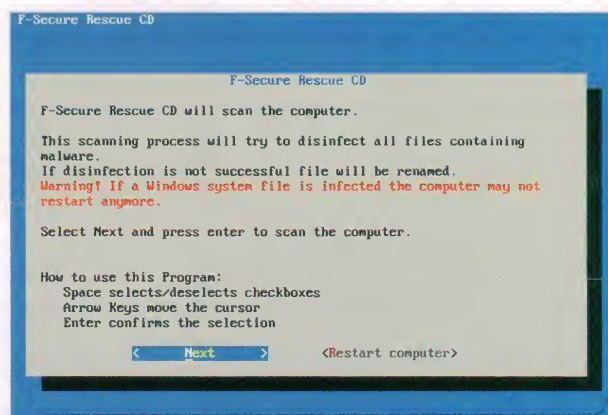 F-Secure Rescue CD
F-Secure Rescue CD
F-Secure Rescue CD will scan the computer.
This scanning process will try to disinfect all files containing
malware.
If disinfection is not successful file will be renamed.
Warning! If a Windows system file is infected the computer may not
restart anymore.
Select Next and press enter to scan the computer.
How to use this Program:
Space selects/deselects checkboxes
Arrow Keys move the cursor
Enter confirms the selection
< Next > <Restart computer>